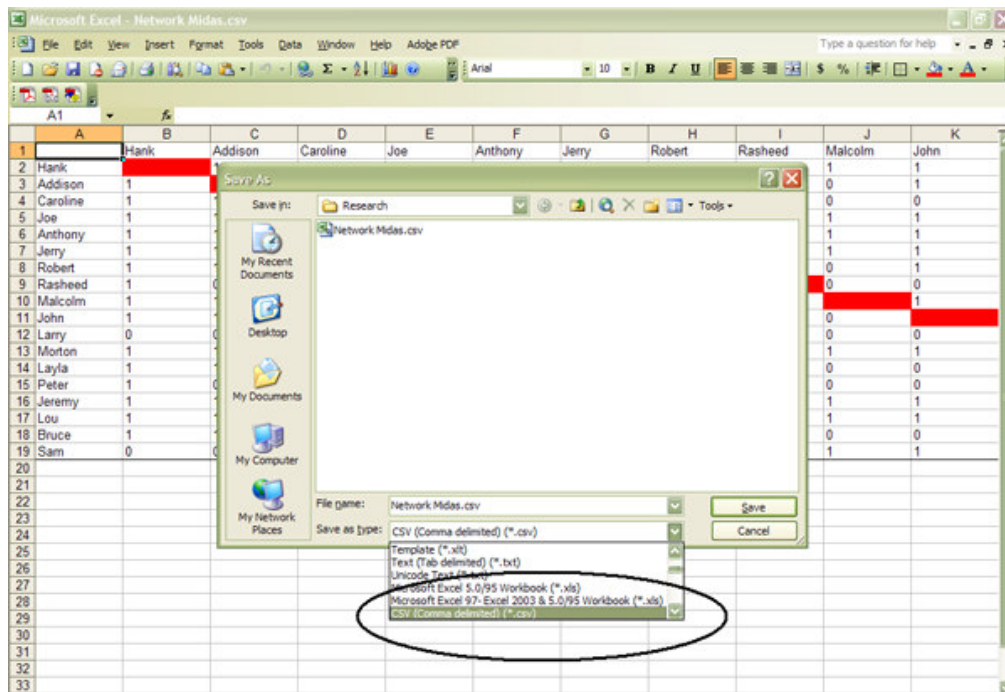 Microsoft Excel - Network Midas.csv
File Edit View Insert Format Tools Data Window Help Adobe PDF Type a question for help
Arial 10 B I U $ %
A1 fx
A B C D E F G H I J K
1 Hank Addison Caroline Joe Anthony Jerry Robert Rasheed Malcolm John
2 Hank 1 1
3 Addison 1 0 1
4 Caroline 1 0 0
5 Joe 1 1 1
6 Anthony 1 1 1
7 Jerry 1 1 1
8 Robert 1 0 1
9 Rasheed 1 0 0
10 Malcolm 1 1
11 John 1 0
12 Larry 0 0 0
13 Morton 1 1 1
14 Layla 1 0 0
15 Peter 1 0 0
16 Jeremy 1 1 1
17 Lou 1 1 1
18 Bruce 1 0 0
19 Sam 0 1 1
20
21
22
23
24
25
26
27
28
29
30
31
32
33
Save As
Save in: Research Tools
Network Midas.csv
My Recent
Documents
Desktop
My Documents
My Computer
My Network
Places
File name: Network Midas.csv Save
Save as type: CSV (Comma delimited) (*.csv) Cancel
Template (*.xlt)
Text (Tab delimited) (*.txt)
Unicode Text (*.txt)
Microsoft Excel 5.0/95 Workbook (*.xls)
Microsoft Excel 97- Excel 2003 & 5.0/95 Workbook (*.xls)
CSV (Comma delimited) (*.csv)